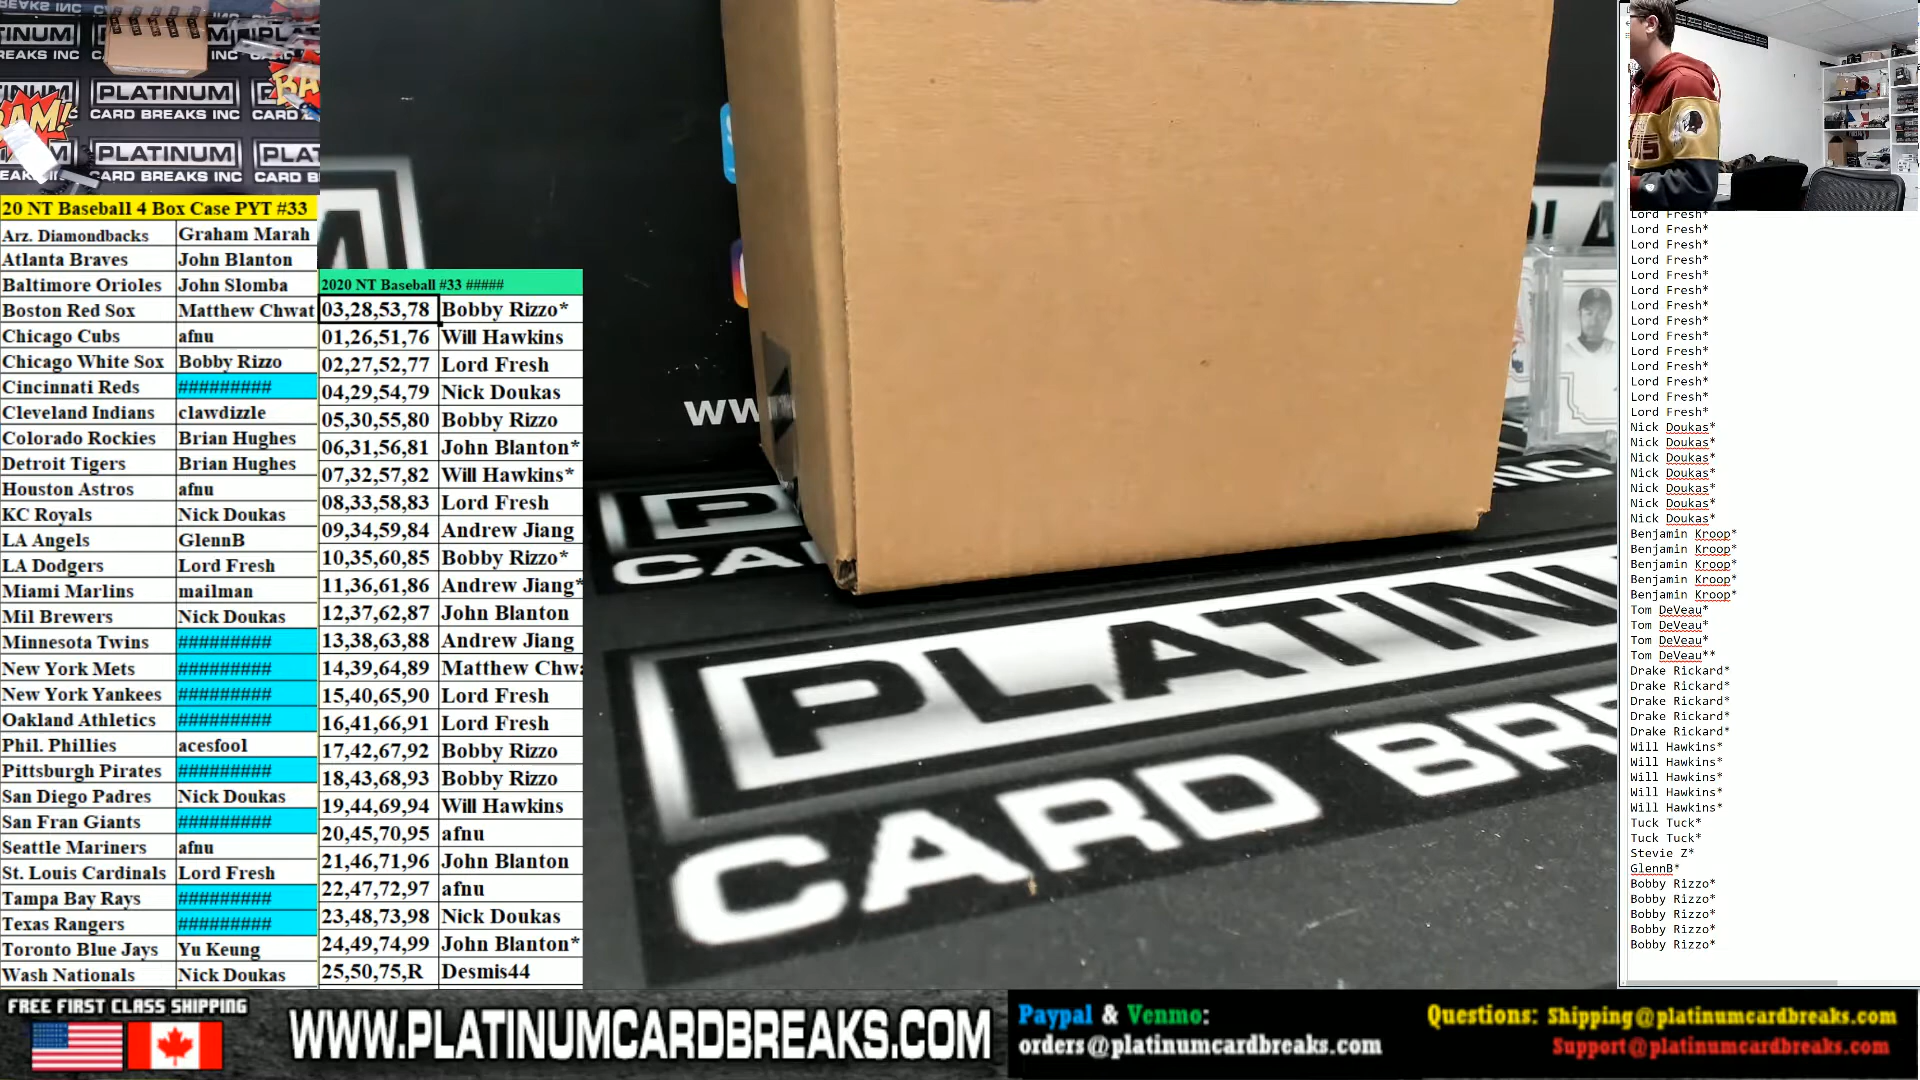 TINUM
BREAKS INC
PLATINUM
CARD BREAKS INC
BAM!
PLATINUM
CARD BREAKS INC
PLAT
CARD B
20 NT Baseball 4 Box Case PYT #33
Arz. Diamondbacks Graham Marah
Atlanta Braves John Blanton
Baltimore Orioles John Slomba
Boston Red Sox Matthew Chwat
Chicago Cubs afnu
Chicago White Sox Bobby Rizzo
Cincinnati Reds #########
Cleveland Indians clawdizzle
Colorado Rockies Brian Hughes
Detroit Tigers Brian Hughes
Houston Astros afnu
KC Royals Nick Doukas
LA Angels GlennB
LA Dodgers Lord Fresh
Miami Marlins mailman
Mil Brewers Nick Doukas
Minnesota Twins #########
New York Mets #########
New York Yankees #########
Oakland Athletics #########
Phil. Phillies acesfool
Pittsburgh Pirates #########
San Diego Padres Nick Doukas
San Fran Giants #########
Seattle Mariners afnu
St. Louis Cardinals Lord Fresh
Tampa Bay Rays #########
Texas Rangers #########
Toronto Blue Jays Yu Keung
Wash Nationals Nick Doukas
2020 NT Baseball #33 #####
03,28,53,78 Bobby Rizzo*
01,26,51,76 Will Hawkins
02,27,52,77 Lord Fresh
04,29,54,79 Nick Doukas
05,30,55,80 Bobby Rizzo
06,31,56,81 John Blanton*
07,32,57,82 Will Hawkins*
08,33,58,83 Lord Fresh
09,34,59,84 Andrew Jiang
10,35,60,85 Bobby Rizzo*
11,36,61,86 Andrew Jiang*
12,37,62,87 John Blanton
13,38,63,88 Andrew Jiang
14,39,64,89 Matthew Chwa
15,40,65,90 Lord Fresh
16,41,66,91 Lord Fresh
17,42,67,92 Bobby Rizzo
18,43,68,93 Bobby Rizzo
19,44,69,94 Will Hawkins
20,45,70,95 afnu
21,46,71,96 John Blanton
22,47,72,97 afnu
23,48,73,98 Nick Doukas
24,49,74,99 John Blanton*
25,50,75,R Desmis44
ww
P
CA
NC
PLATINU
CARD BR
Lord Fresh*
Lord Fresh*
Lord Fresh*
Lord Fresh*
Lord Fresh*
Lord Fresh*
Lord Fresh*
Lord Fresh*
Lord Fresh*
Lord Fresh*
Lord Fresh*
Lord Fresh*
Lord Fresh*
Lord Fresh*
Nick Doukas*
Nick Doukas*
Nick Doukas*
Nick Doukas*
Nick Doukas*
Nick Doukas*
Nick Doukas*
Benjamin Kroop*
Benjamin Kroop*
Benjamin Kroop*
Benjamin Kroop*
Benjamin Kroop*
Tom DeVeau*
Tom DeVeau*
Tom DeVeau*
Tom DeVeau**
Drake Rickard*
Drake Rickard*
Drake Rickard*
Drake Rickard*
Drake Rickard*
Will Hawkins*
Will Hawkins*
Will Hawkins*
Will Hawkins*
Will Hawkins*
Tuck Tuck*
Tuck Tuck*
Stevie Z*
GlennB*
Bobby Rizzo*
Bobby Rizzo*
Bobby Rizzo*
Bobby Rizzo*
Bobby Rizzo*
FREE FIRST CLASS SHIPPING
WWW.PLATINUMCARDBREAKS.COM
Paypal & Venmo:
orders@platinumcardbreaks.com
Questions: Shipping@platinumcardbreaks.com
Support@platinumcardbreaks.com